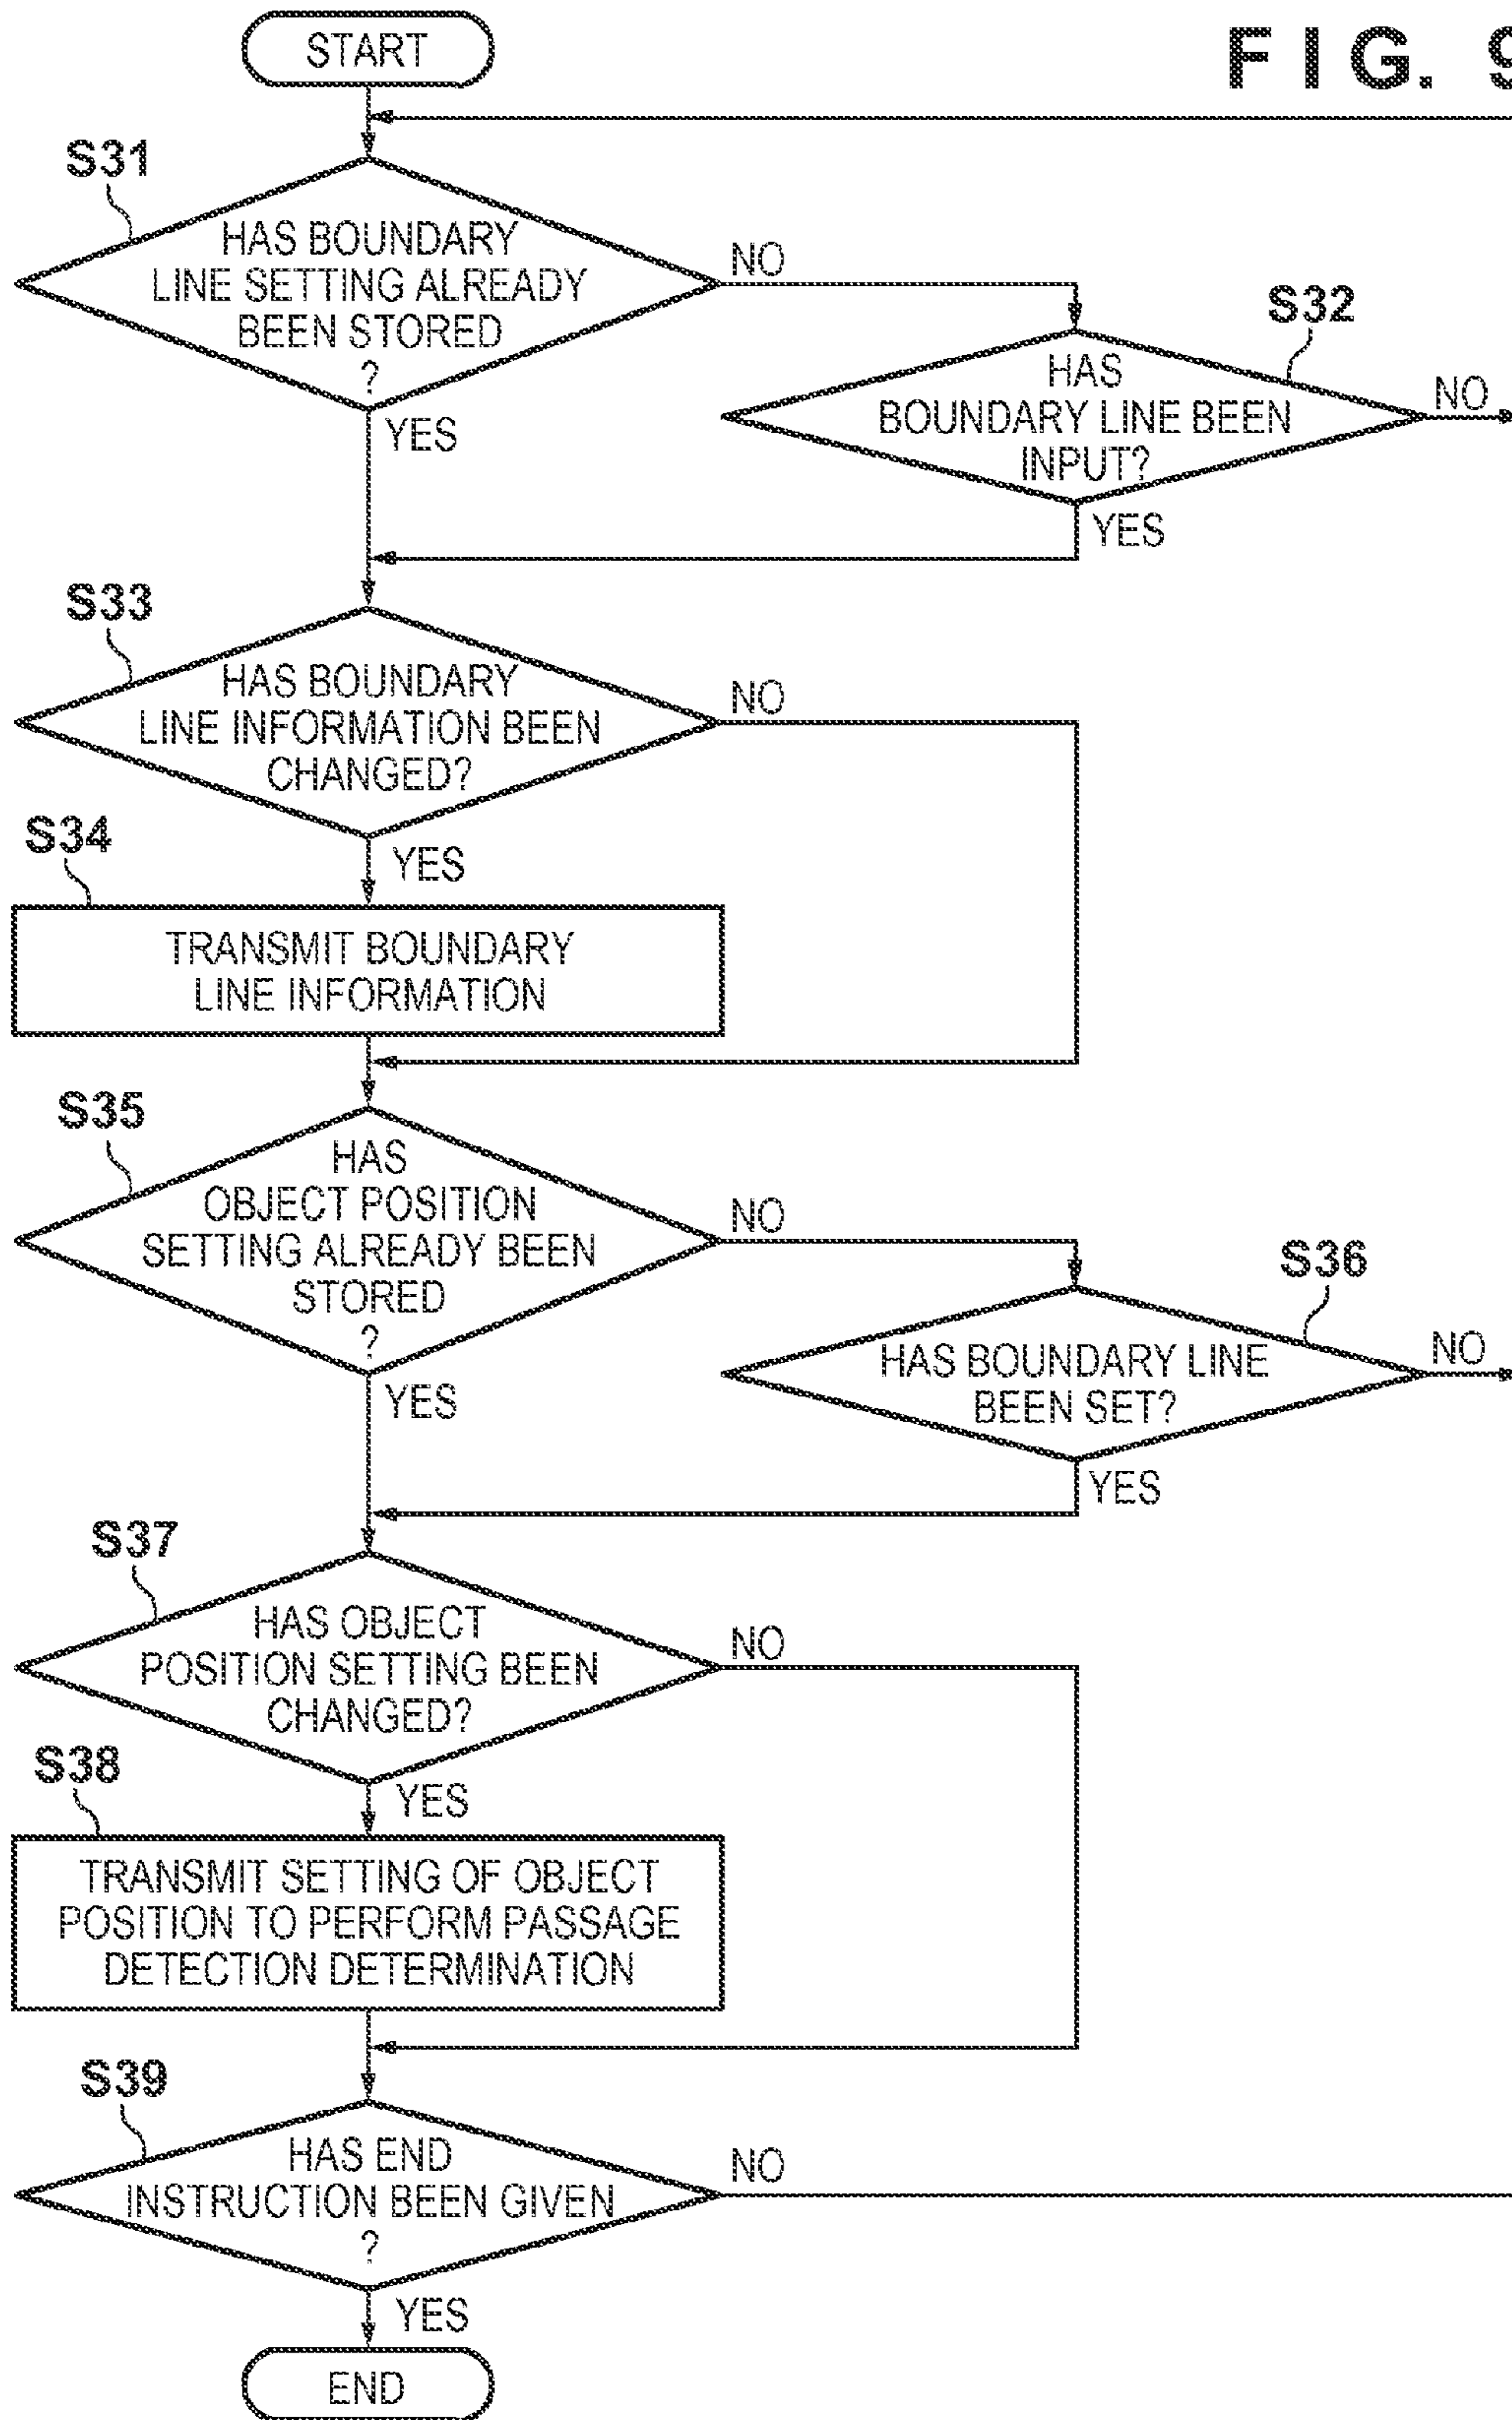 FIG. 9
START
S31
HAS BOUNDARY
LINE SETTING ALREADY
BEEN STORED
?
NO
YES
S32
HAS
BOUNDARY LINE BEEN
INPUT?
NO
YES
S33
HAS BOUNDARY
LINE INFORMATION BEEN
CHANGED?
NO
YES
S34
TRANSMIT BOUNDARY
LINE INFORMATION
S35
HAS
OBJECT POSITION
SETTING ALREADY BEEN
STORED
?
NO
YES
S36
HAS BOUNDARY LINE
BEEN SET?
NO
YES
S37
HAS OBJECT
POSITION SETTING BEEN
CHANGED?
NO
YES
S38
TRANSMIT SETTING OF OBJECT
POSITION TO PERFORM PASSAGE
DETECTION DETERMINATION
S39
HAS END
INSTRUCTION BEEN GIVEN
?
NO
YES
END